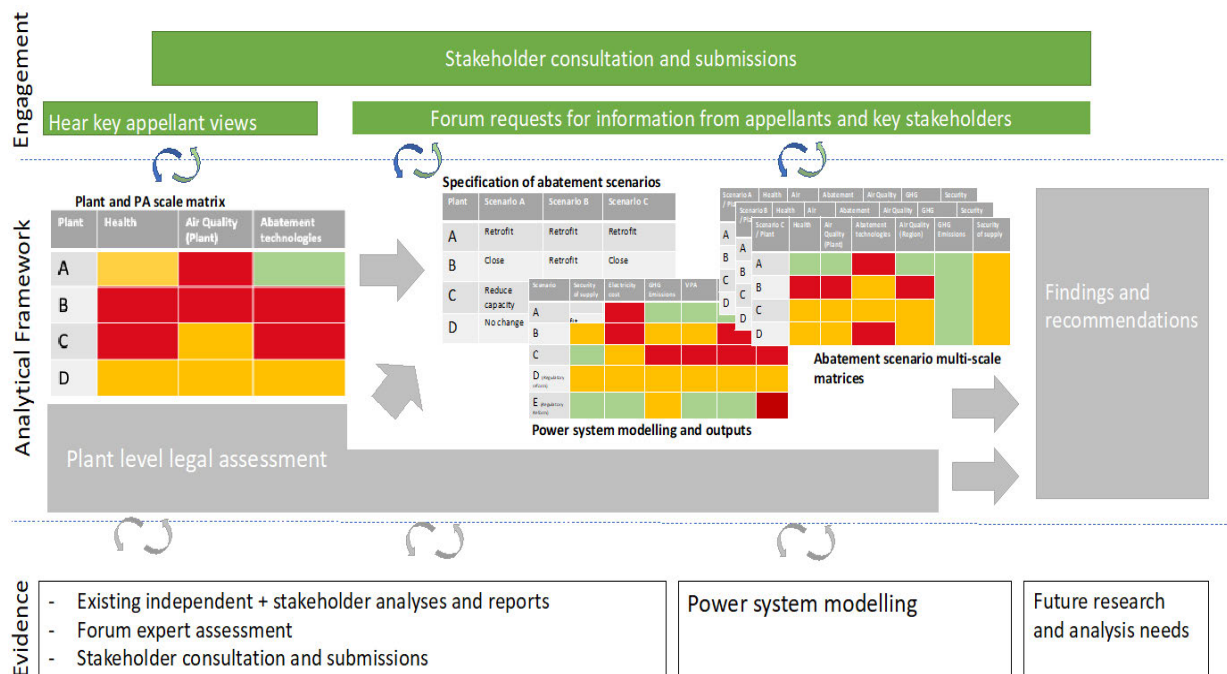 Engagement
Stakeholder consultation and submissions
Hear key appellant views
Forum requests for information from appellants and key stakeholders
Analytical Framework
Plant and PA scale matrix
Plant Health Air Quality (Plant) Abatement technologies
A
B
C
D
Plant level legal assessment
Specification of abatement scenarios
Plant Scenario A Scenario B Scenario C
A Retrofit Retrofit Retrofit
B Close Retrofit Close
C Reduce capacity
D No change
Scenario Security of supply Electricity cost GHG Emissions VPA
A
B
C
D (Regulatory reform)
E (Regulatory Reform)
Power system modelling and outputs
Scenario A / Plant Health Air Abatement Air Quality GHG Security
A
B
C
D
Scenario B / Plant Health Air Abatement Air Quality GHG Security
A
B
C
D
Scenario C / Plant Health Air Quality (Plant) Abatement technologies Air Quality (Region) GHG Emissions Security of supply
A
B
C
D
Abatement scenario multi-scale
matrices
Findings and
recommendations
Evidence
- Existing independent + stakeholder analyses and reports
- Forum expert assessment
- Stakeholder consultation and submissions
Power system modelling
Future research
and analysis needs